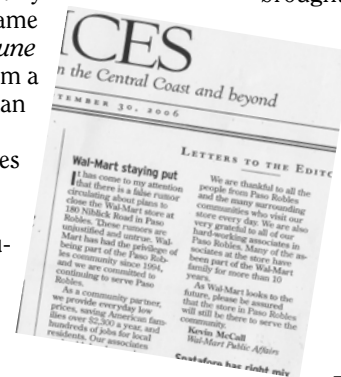 brought
ame
une
m a
an
es
u-
ICES
n the Central Coast and beyond
TEMBER 30, 2006
LETTERS TO THE EDITO
Wal-Mart staying put
It has come to my attention
that there is a false rumor
circulating about plans to
close the Wal-Mart store at
180 Niblick Road in Paso
Robles. These rumors are
unjustified and untrue. Wal-
Mart has had the privilege of
being part of the Paso Rob-
les community since 1994,
and we are committed to
continuing to serve Paso
Robles.
As a community partner,
we provide everyday low
prices, saving American fam-
ilies over $2,300 a year, and
hundreds of jobs for local
residents. Our associates
We are thankful to all the
people from Paso Robles
and the many surrounding
communities who visit our
store every day. We are also
very grateful to all of our
hard-working associates in
Paso Robles. Many of the as-
sociates at the store have
been part of the Wal-Mart
family for more than 10
years.
As Wal-Mart looks to the
future, please be assured
that your store in Paso Robles
will still be there to serve the
community.
Kevin McCall
Wal-Mart Public Affairs
Spatafore has right mix